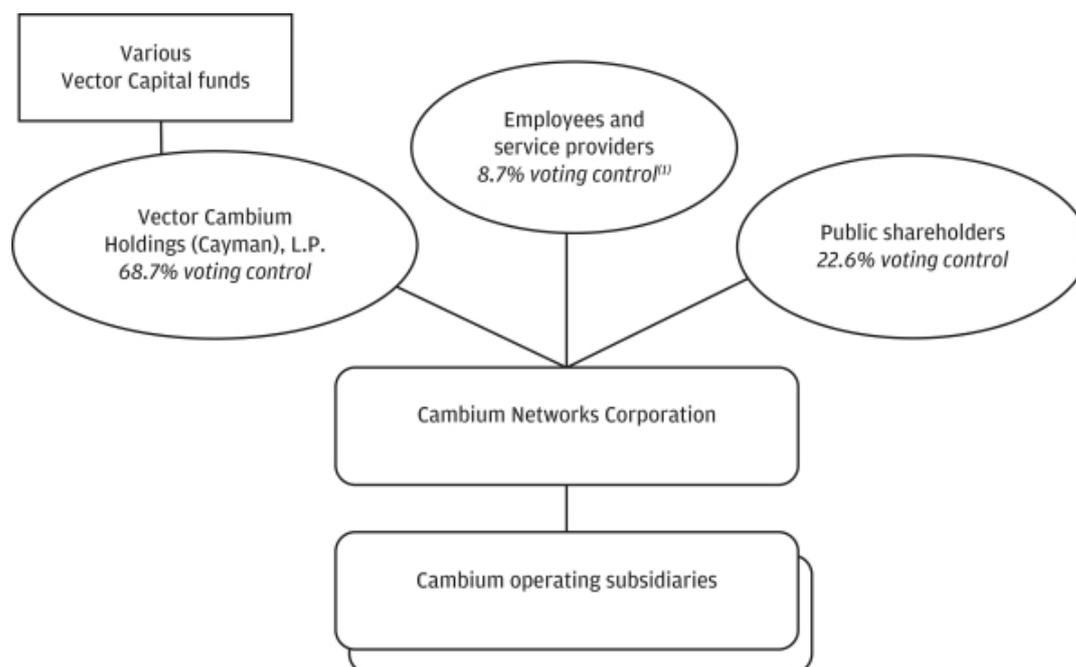 Various
Vector Capital funds
Employees and
service providers
8.7% voting control(1)
Vector Cambium
Holdings (Cayman), L.P.
68.7% voting control
Public shareholders
22.6% voting control
Cambium Networks Corporation
Cambium operating subsidiaries